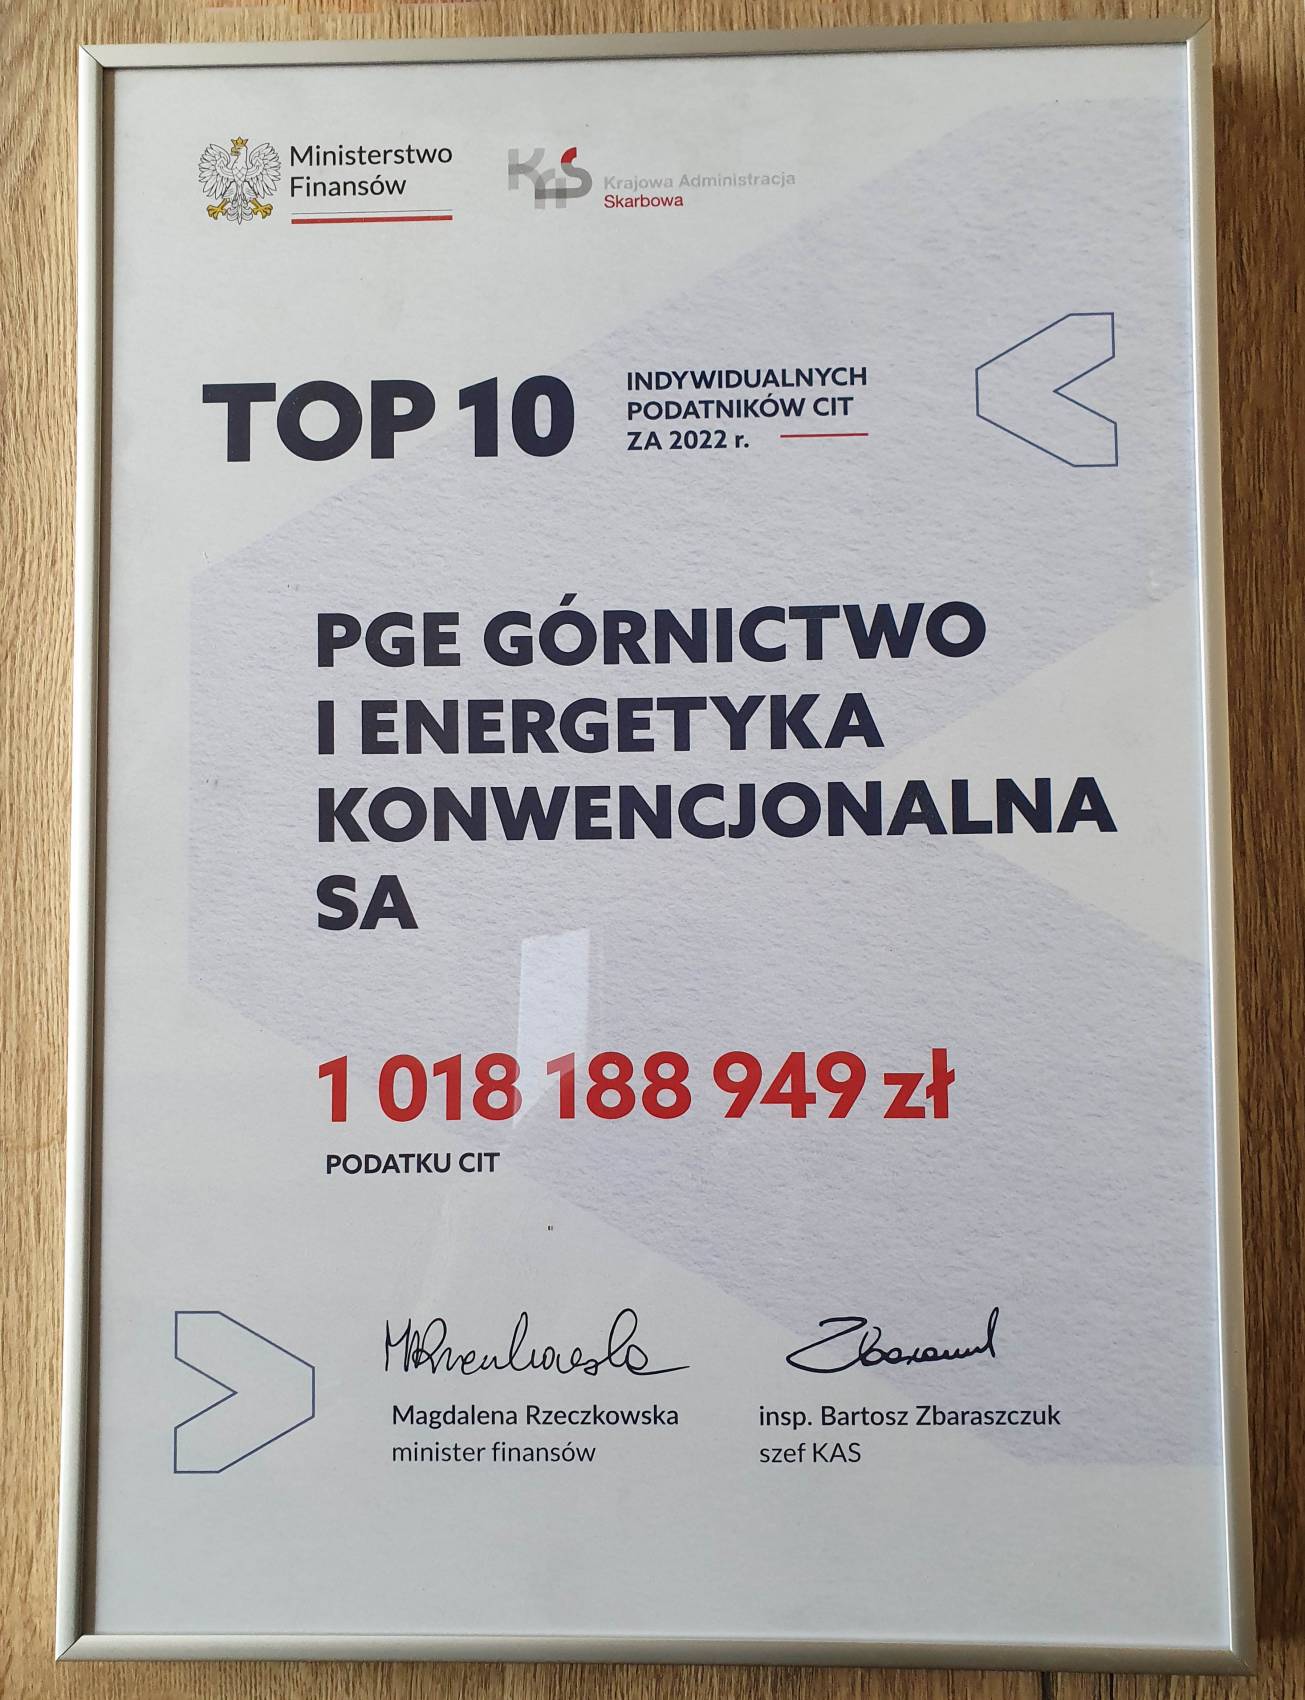 Ministerstwo
Finansów
KAS
Krajowa Administracja
Skarbowa
TOP 10
INDYWIDUALNYCH
PODATNIKÓW CIT
ZA 2022 r.
PGE GÓRNICTWO
I ENERGETYKA
KONWENCJONALNA
SA
1 018 188 949 zł
PODATKU CIT
Magdalena Rzeczkowska
minister finansów
insp. Bartosz Zbaraszczuk
szef KAS